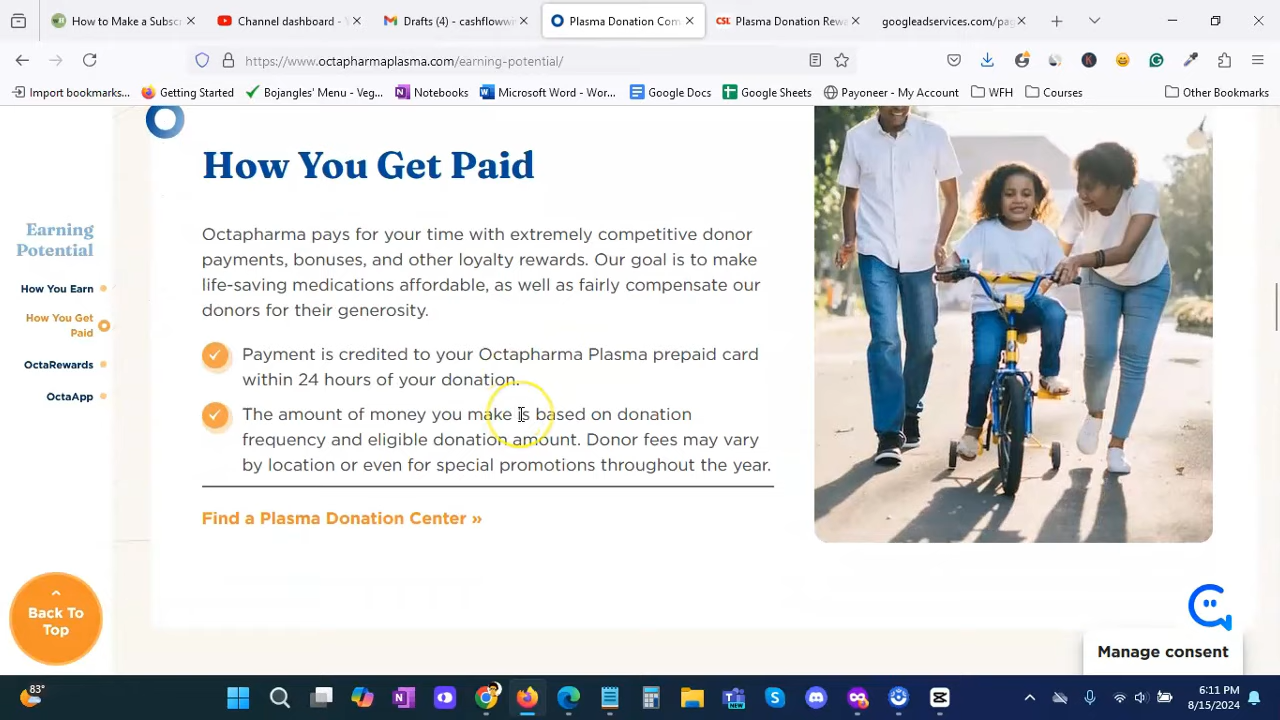 How to Make a Subsc
Channel dashboard - Y
Drafts (4) - cashflowwin
Plasma Donation Com
CSL
Plasma Donation Rewa
googleadservices.com/pag
https://www.octapharmaplasma.com/earning-potential/
Import bookmarks...
Getting Started
Bojangles' Menu - Veg...
Notebooks
Microsoft Word - Wor...
Google Docs
Google Sheets
Payoneer - My Account
WFH
Courses
Other Bookmarks
Earning
Potential
How You Earn
How You Get
Paid
OctaRewards
OctaApp
How You Get Paid
Octapharma pays for your time with extremely competitive donor
payments, bonuses, and other loyalty rewards. Our goal is to make
life-saving medications affordable, as well as fairly compensate our
donors for their generosity.
Payment is credited to your Octapharma Plasma prepaid card
within 24 hours of your donation.
The amount of money you make is based on donation
frequency and eligible donation amount. Donor fees may vary
by location or even for special promotions throughout the year.
Find a Plasma Donation Center »
Back To
Top
Manage consent
83°
6:11 PM
8/15/2024